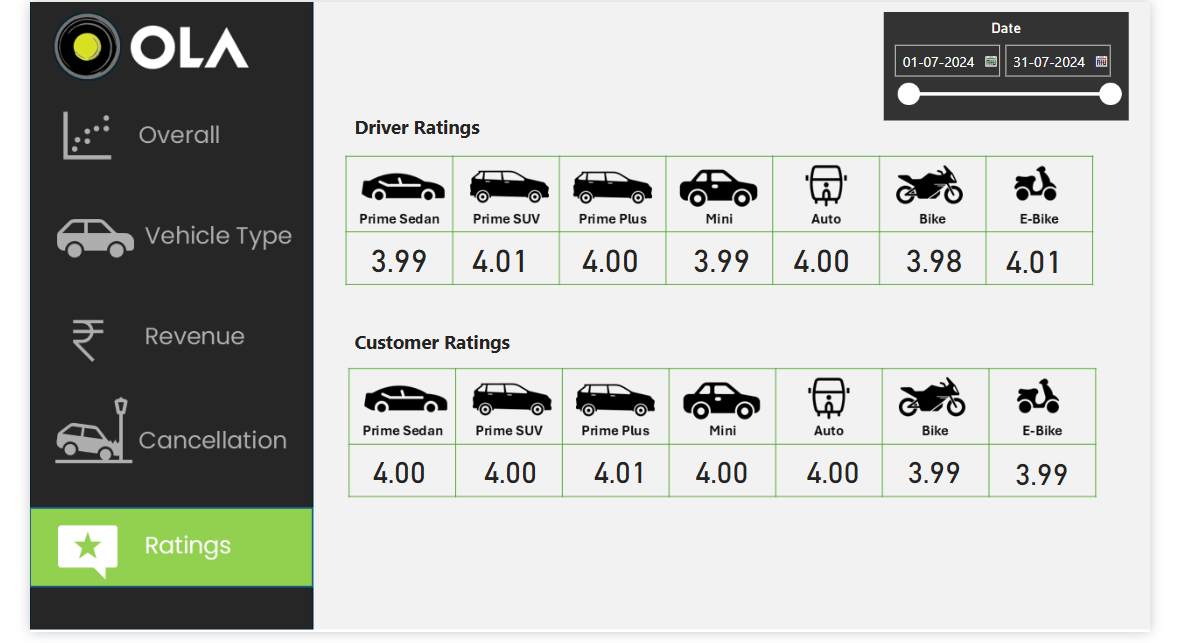 OLA
Overall
Vehicle Type
₹ Revenue
Cancellation
Ratings
Date
01-07-2024 31-07-2024
Driver Ratings
Prime Sedan Prime SUV Prime Plus Mini Auto Bike E-Bike
3.99 4.01 4.00 3.99 4.00 3.98 4.01
Customer Ratings
Prime Sedan Prime SUV Prime Plus Mini Auto Bike E-Bike
4.00 4.00 4.01 4.00 4.00 3.99 3.99